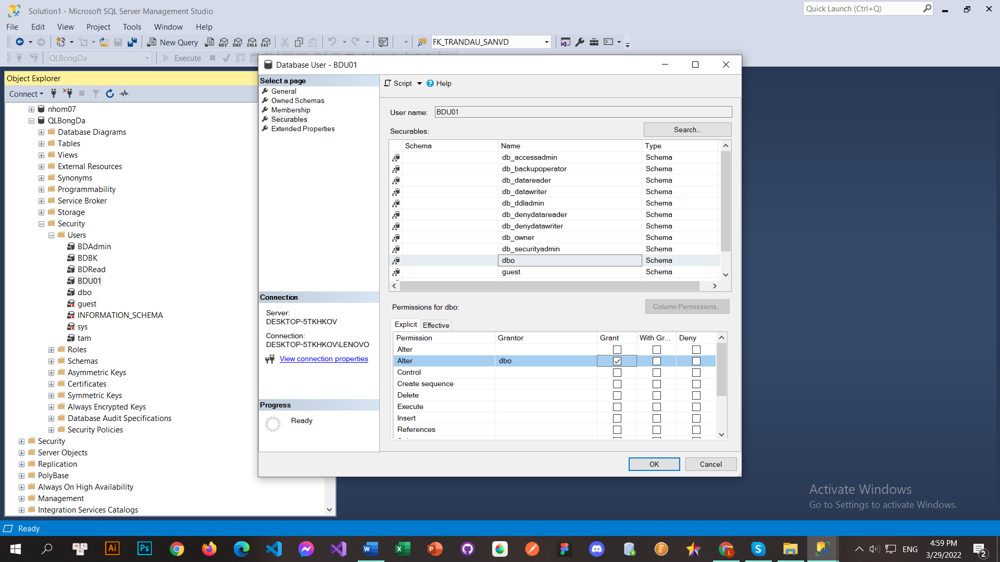 Solution1 - Microsoft SQL Server Management Studio
Quick Launch (Ctrl+Q)
File Edit View Project Tools Window Help
New Query MDX DMX XMLA DAX FK_TRANDAU_SANVD
QLBongDa Execute
Object Explorer
Connect
nhom07
QLBongDa
Database Diagrams
Tables
Views
External Resources
Synonyms
Programmability
Service Broker
Storage
Security
Users
BDAdmin
BDBK
BDRead
BDU01
dbo
guest
INFORMATION_SCHEMA
sys
tam
Roles
Schemas
Asymmetric Keys
Certificates
Symmetric Keys
Always Encrypted Keys
Database Audit Specifications
Security Policies
Security
Server Objects
Replication
PolyBase
Always On High Availability
Management
Integration Services Catalogs
Database User - BDU01
Select a page
General
Owned Schemas
Membership
Securables
Extended Properties
Connection
Server:
DESKTOP-5TKHKOV
Connection:
DESKTOP-5TKHKOV\LENOVO
View connection properties
Progress
Ready
Script Help
User name: BDU01
Securables: Search...
Schema Name Type
db_accessadmin Schema
db_backupoperator Schema
db_datareader Schema
db_datawriter Schema
db_ddladmin Schema
db_denydatareader Schema
db_denydatawriter Schema
db_owner Schema
db_securityadmin Schema
dbo Schema
guest Schema
Permissions for dbo: Column Permissions...
Explicit Effective
Permission Grantor Grant With Gr... Deny
Alter
Alter dbo
Control
Create sequence
Delete
Execute
Insert
References
OK Cancel
Activate Windows
Go to Settings to activate Windows.
Ready
Ai Ps ENG 4:59 PM
3/29/2022 2